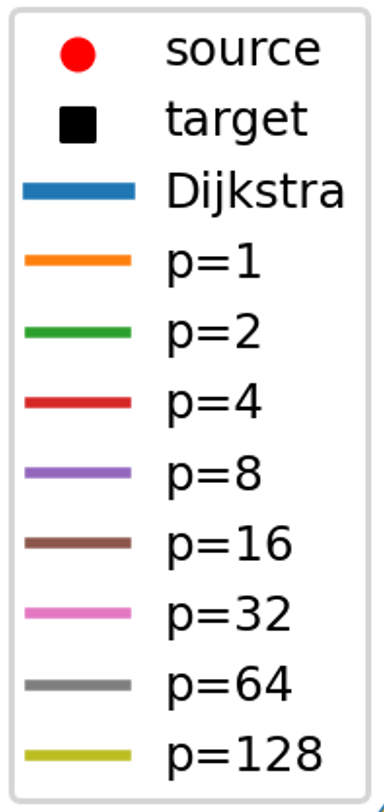 source
target
Dijkstra
p=1
p=2
p=4
p=8
p=16
p=32
p=64
p=128